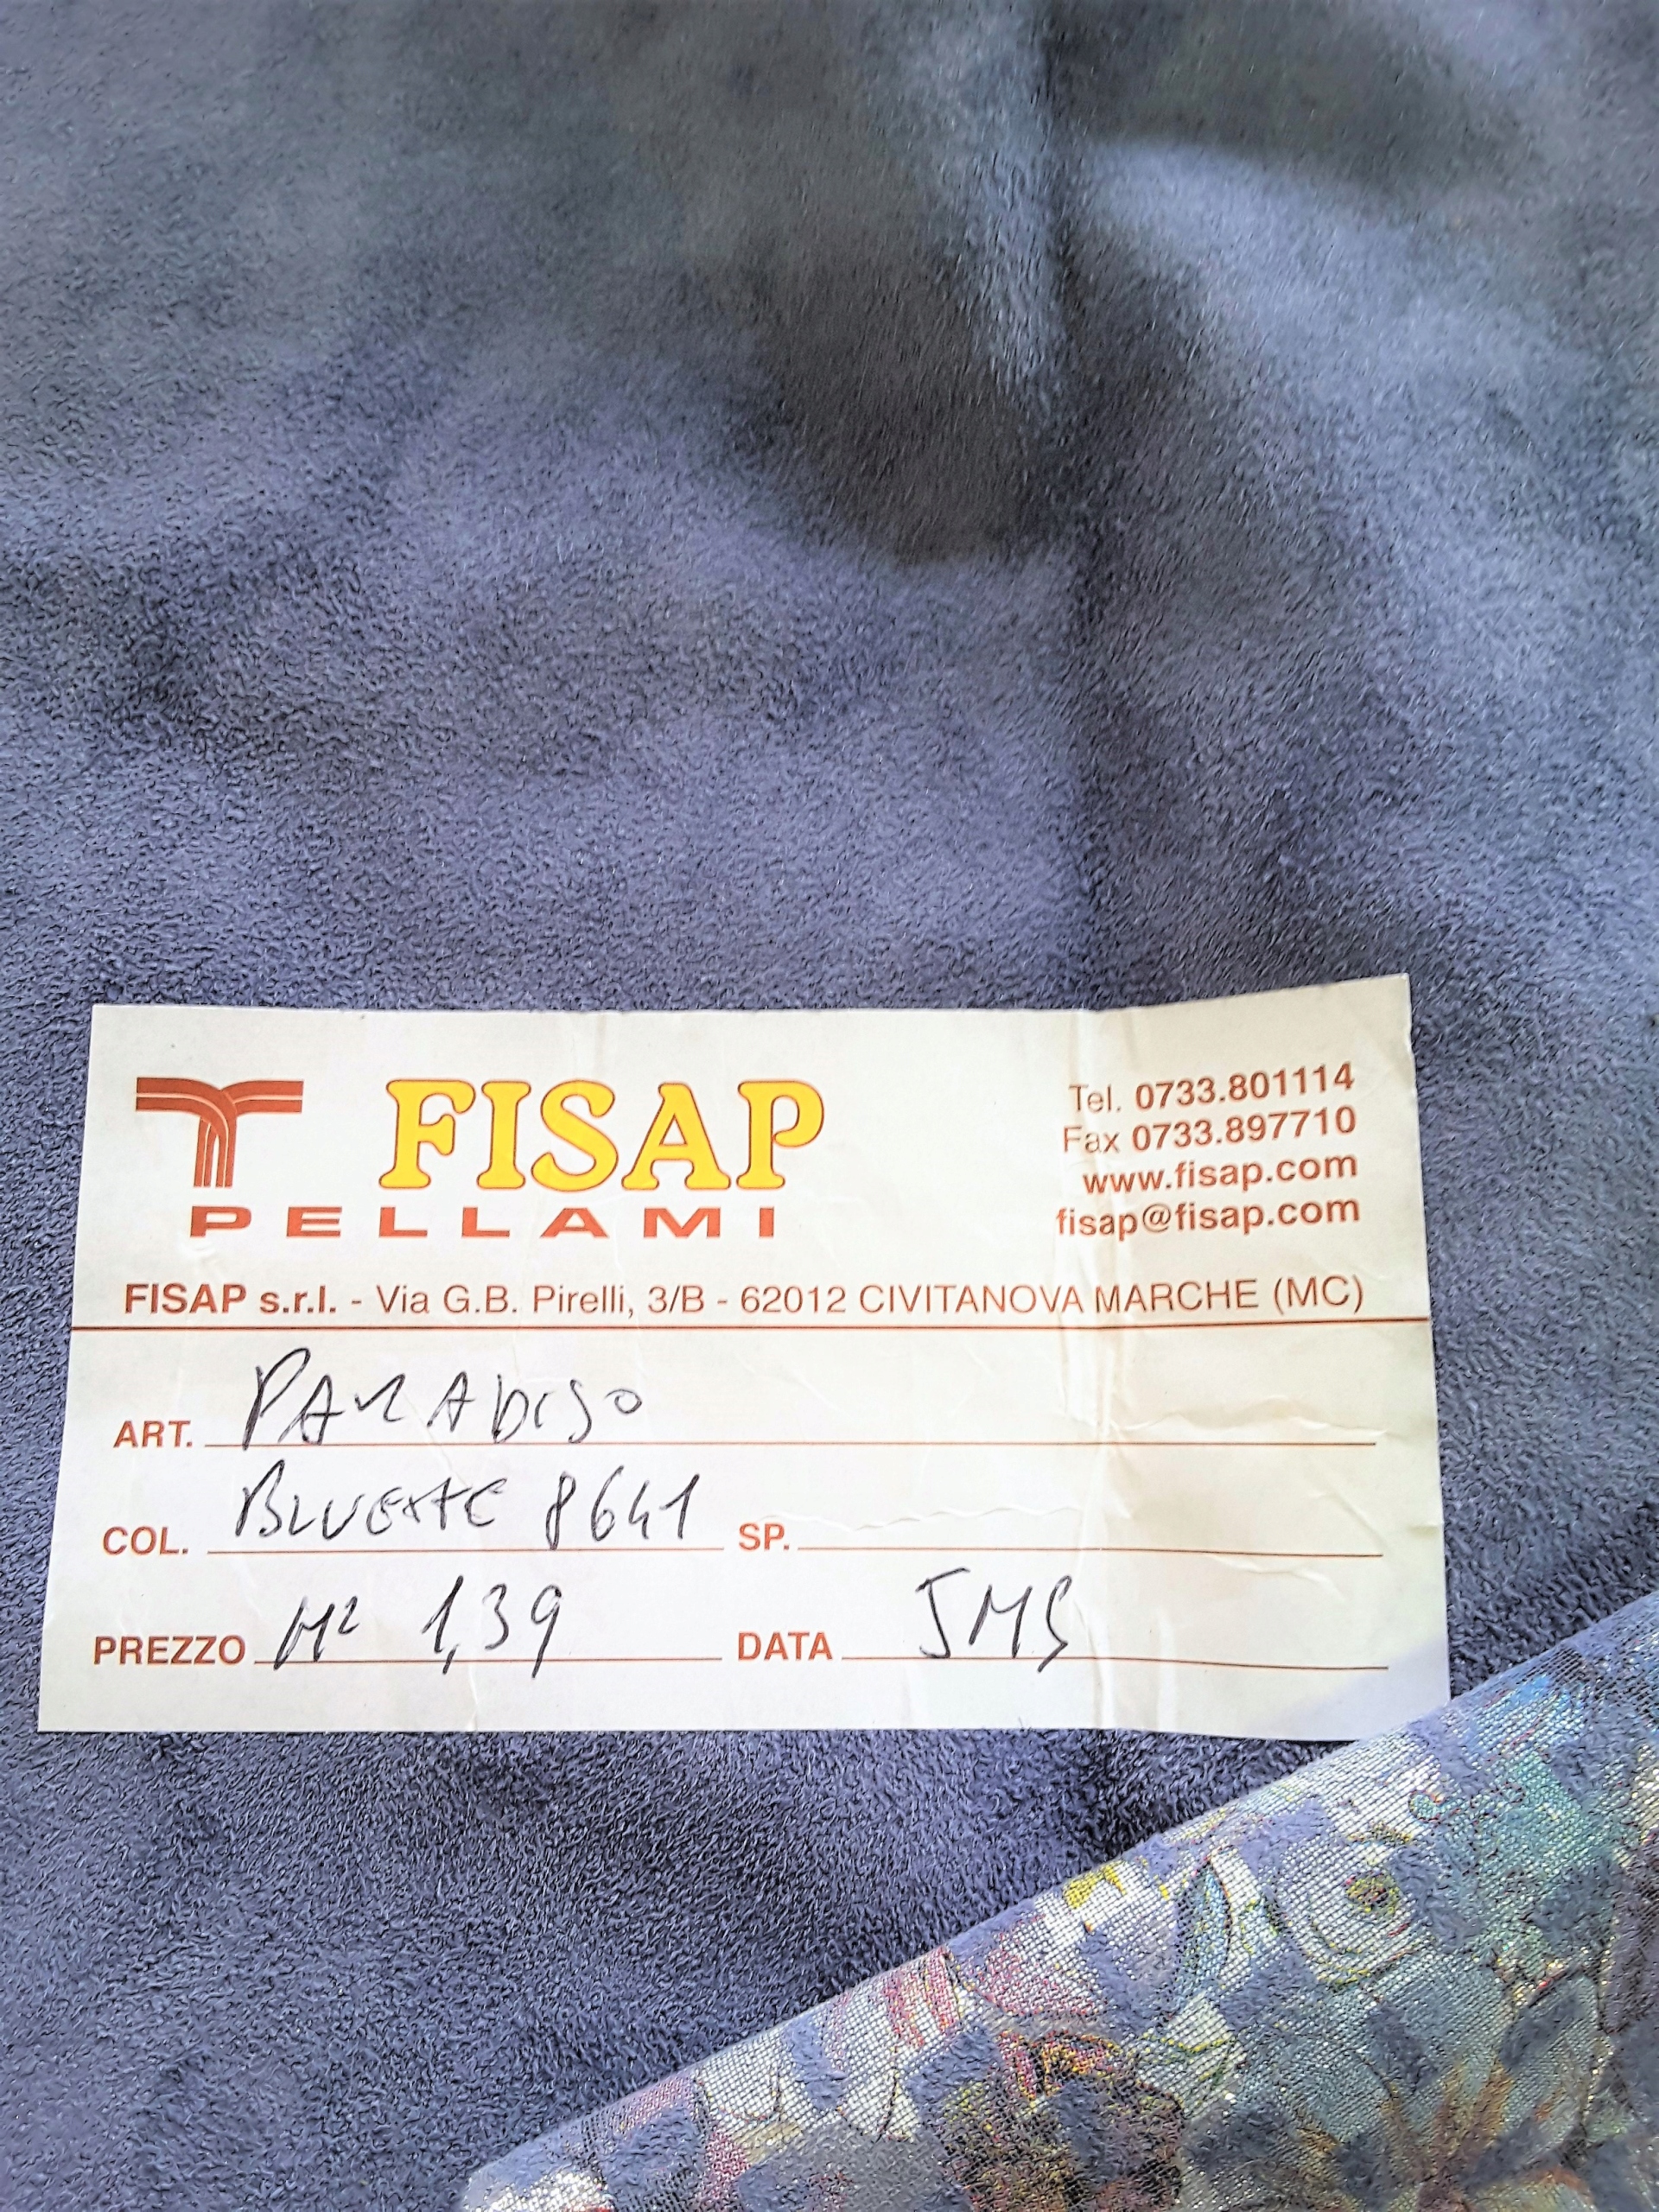 FISAP
PELLAMI
Tel. 0733.801114
Fax 0733.897710
www.fisap.com
fisap@fisap.com
FISAP s.r.l. - Via G.B. Pirelli, 3/B - 62012 CIVITANOVA MARCHE (MC)
ART. PARADISO
COL. 8641 SP.
PREZZO M² 1,39 DATA JMS